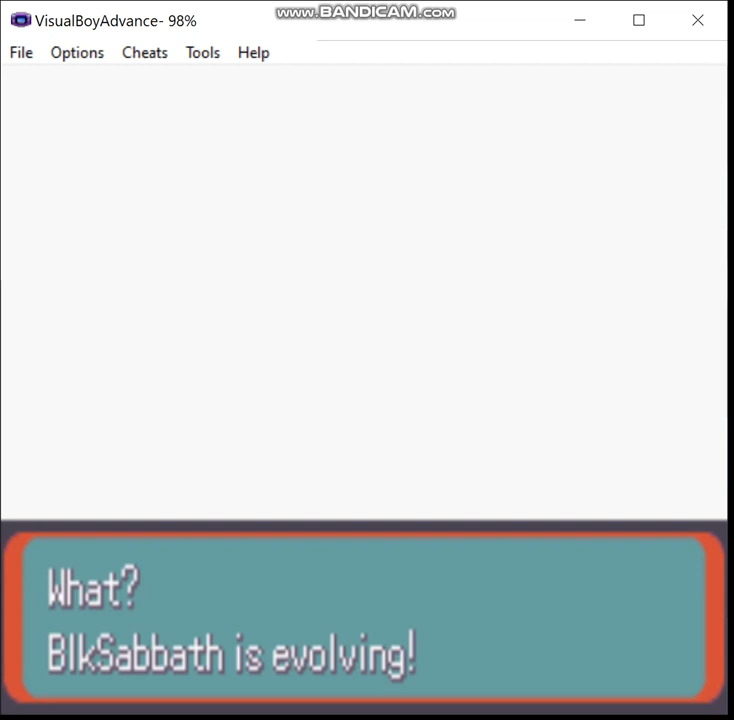 VisualBoyAdvance- 98%
www.BANDICAM.com
File Options Cheats Tools Help
What?
BlkSabbath is evolving!